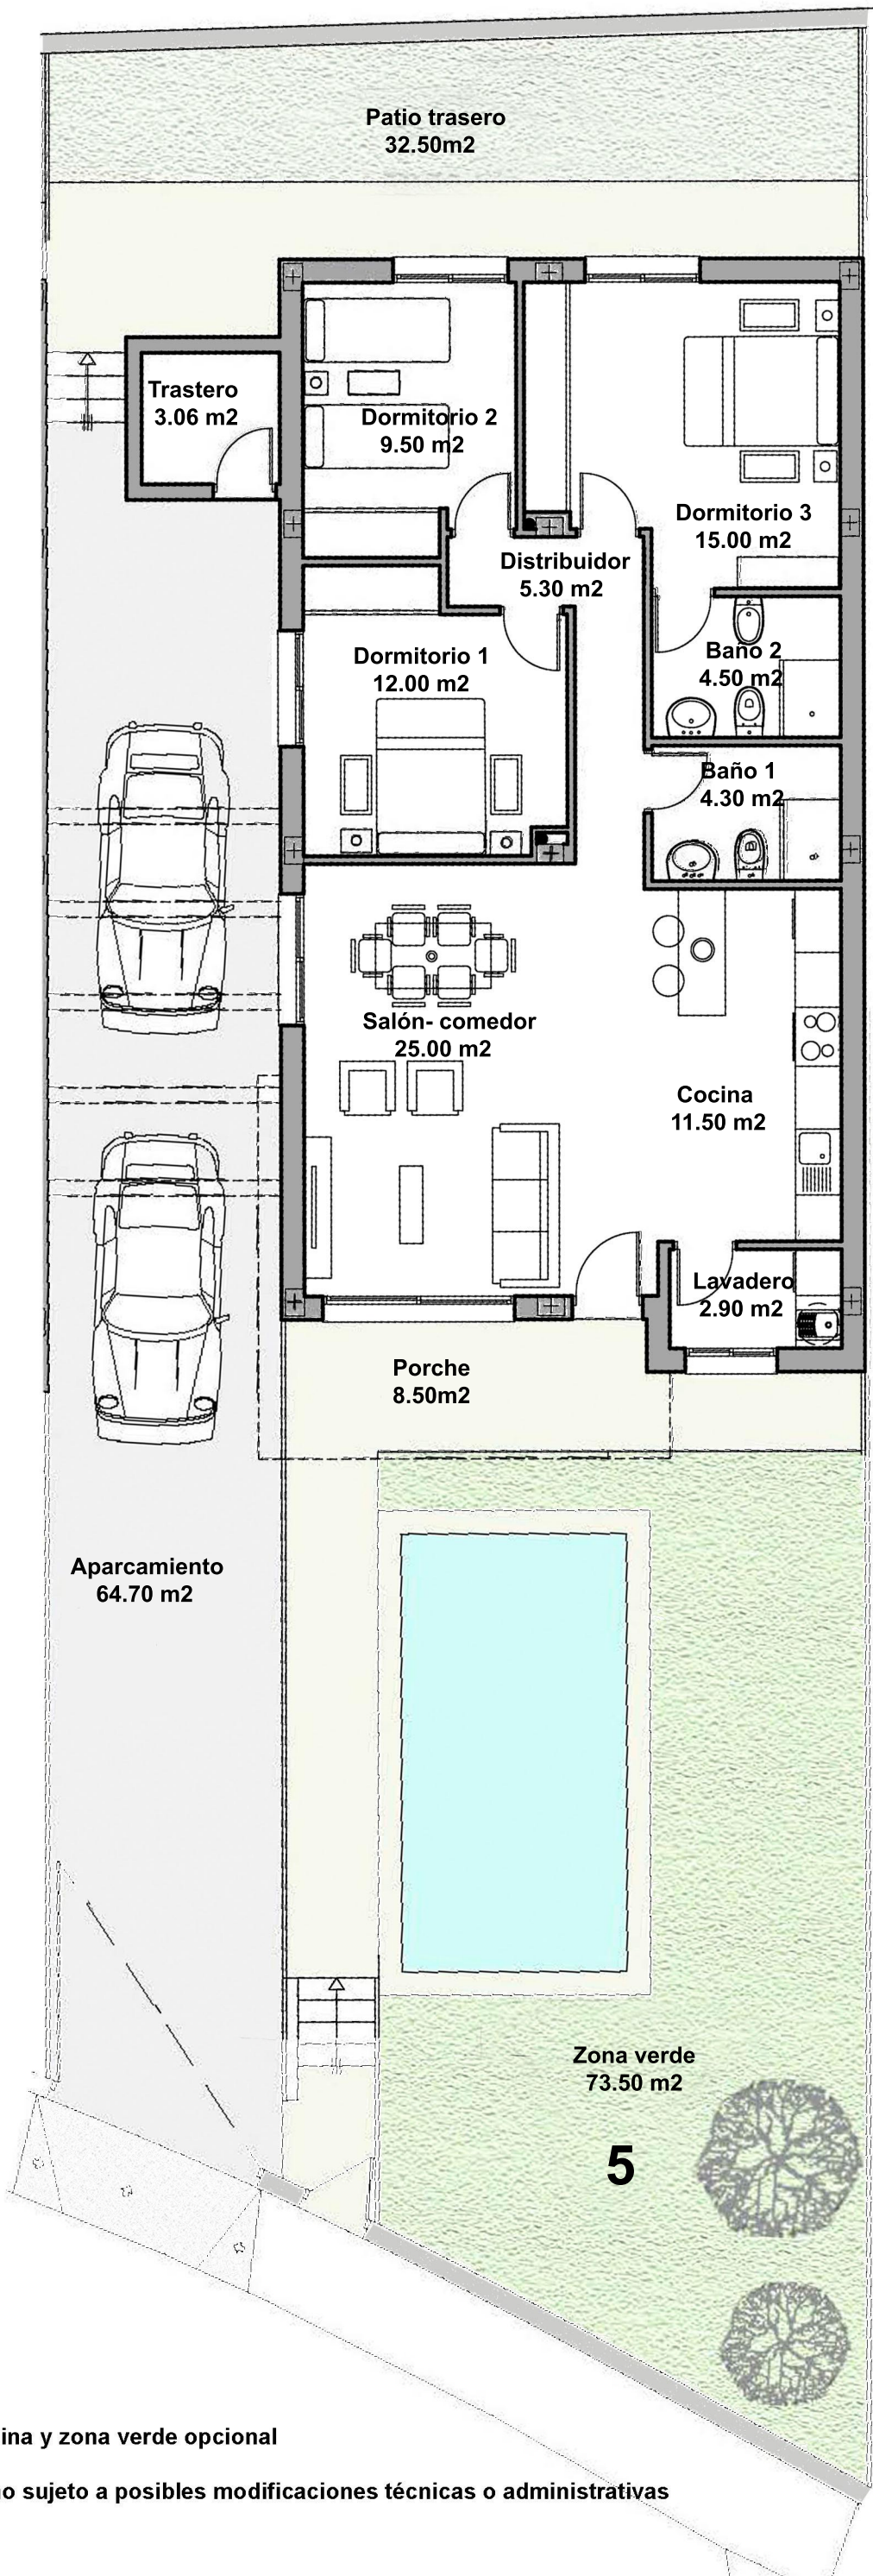 Patio trasero
32.50m2
Trastero
3.06 m2
Dormitorio 2
9.50 m2
Dormitorio 3
15.00 m2
Distribuidor
5.30 m2
Dormitorio 1
12.00 m2
Baño 2
4.50 m2
Baño 1
4.30 m2
Salón- comedor
25.00 m2
Cocina
11.50 m2
Lavadero
2.90 m2
Porche
8.50m2
Aparcamiento
64.70 m2
Zona verde
73.50 m2
5
ina y zona verde opcional
o sujeto a posibles modificaciones técnicas o administrativas